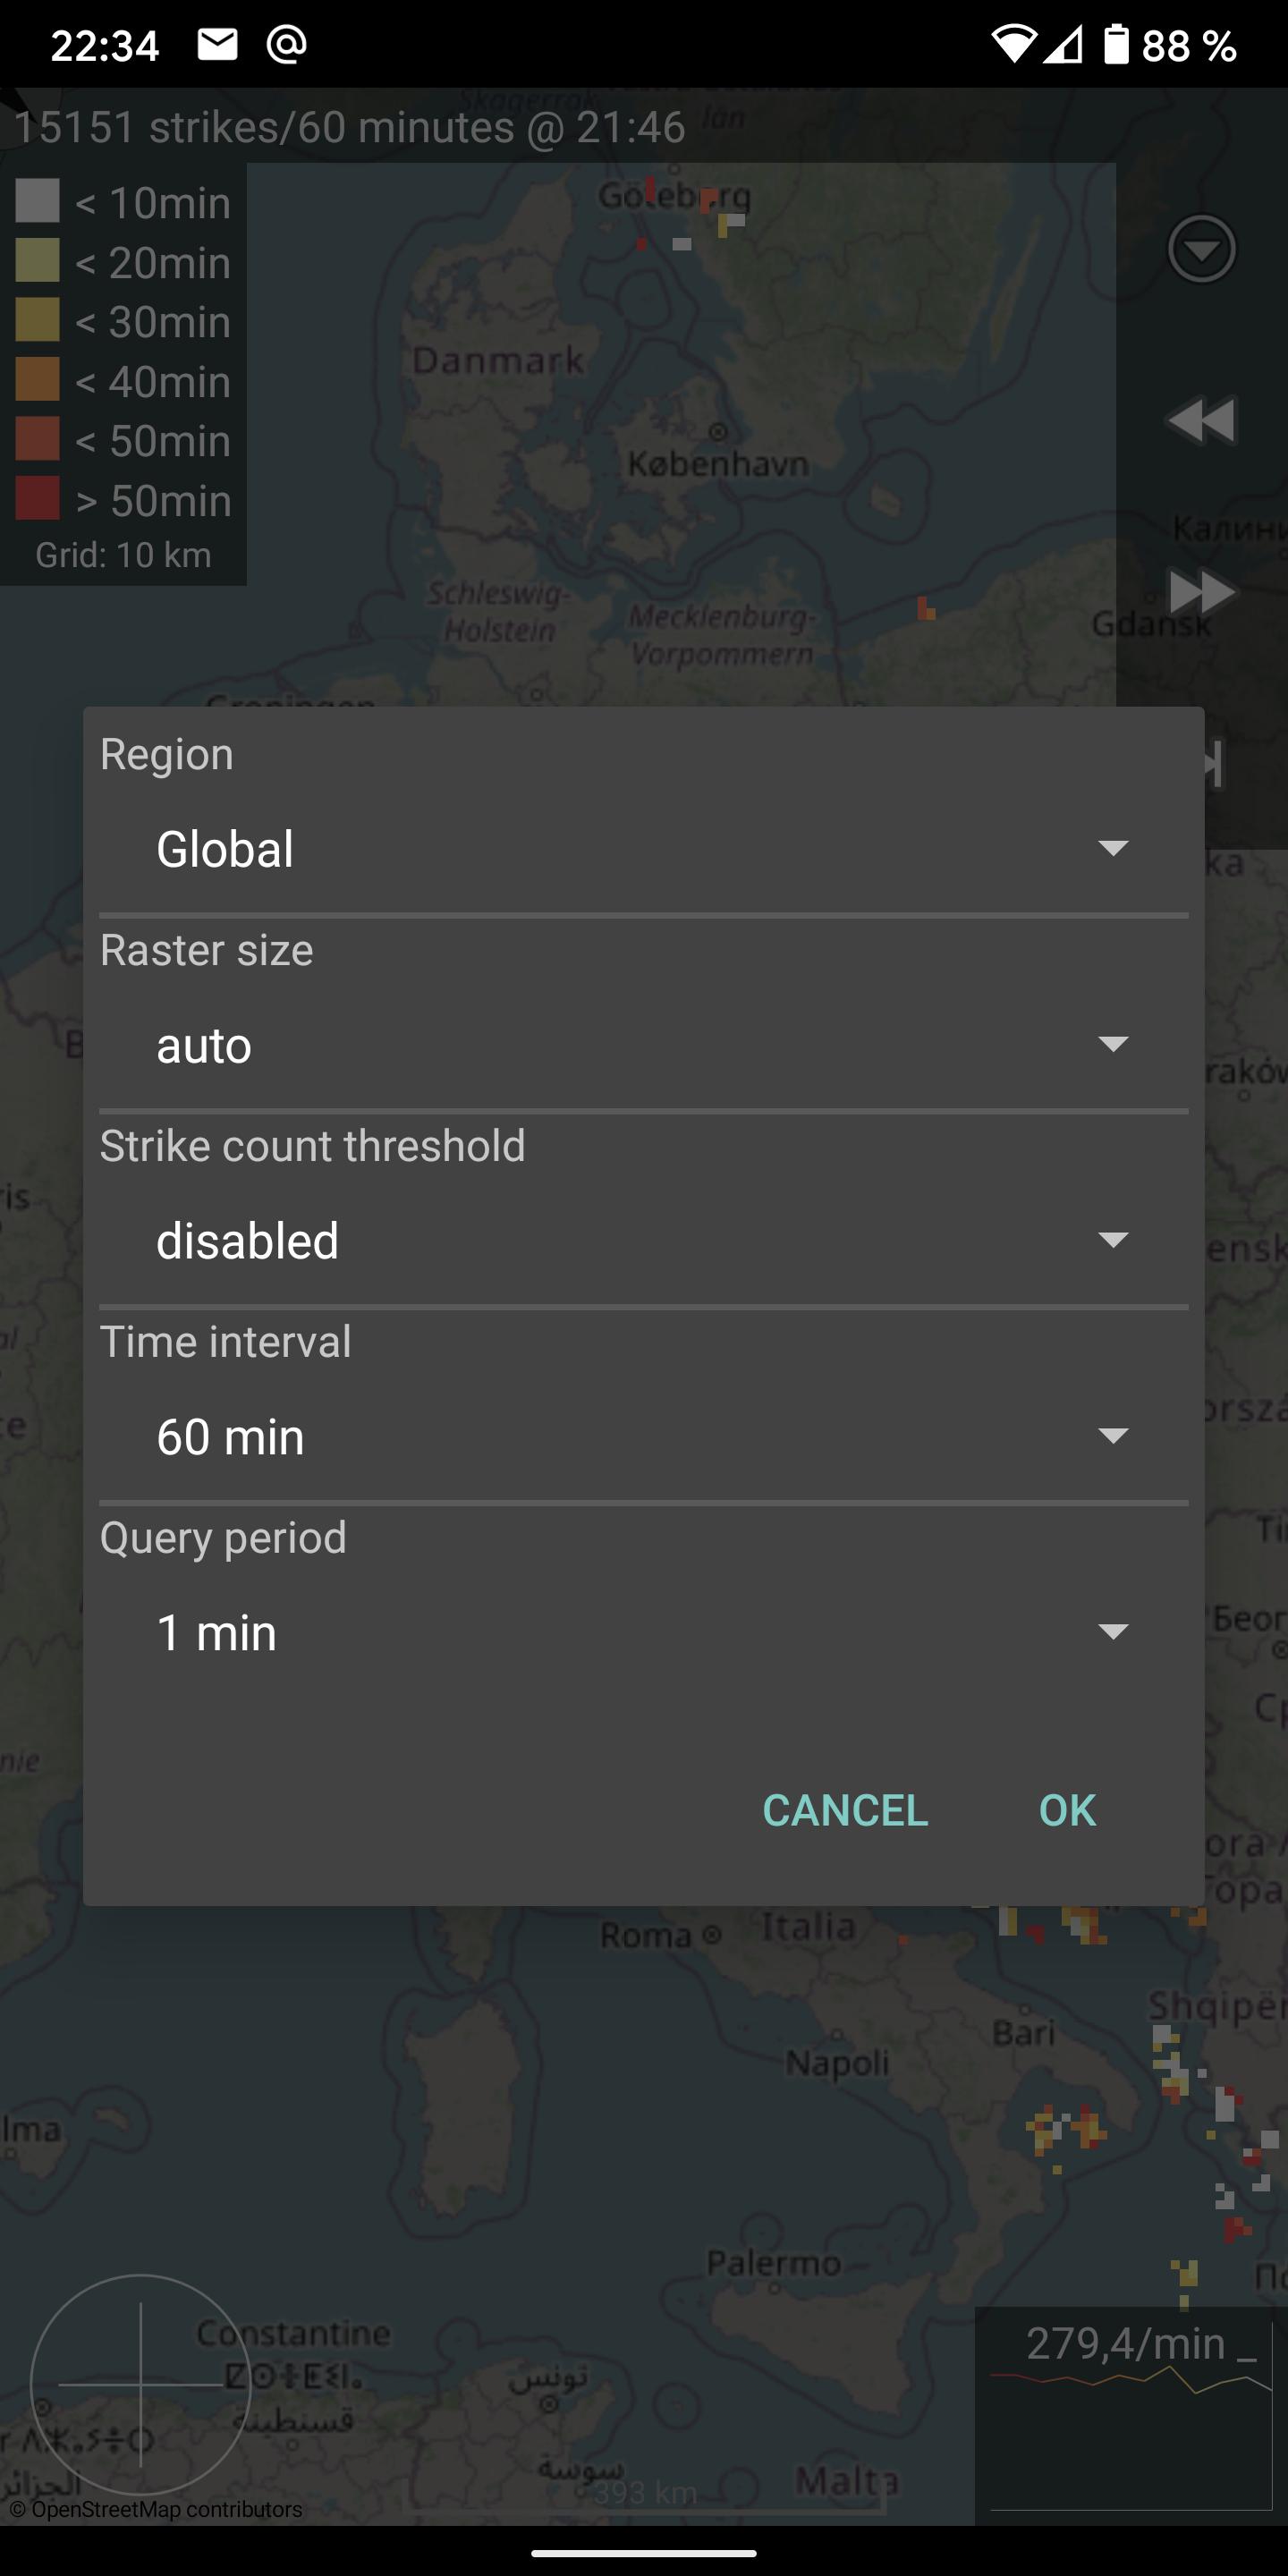 22:34
88 %
Skagerrak
län
15151 strikes/60 minutes @ 21:46
< 10min
< 20min
< 30min
< 40min
< 50min
> 50min
Grid: 10 km
Göteborg
Danmark
København
Schleswig-
Holstein
Mecklenburg-
Vorpommern
Gdańsk
Region
Global
Raster size
auto
Strike count threshold
disabled
Time interval
60 min
Query period
1 min
CANCEL
OK
Roma
Italia
Bari
Napoli
Palermo
279,4/min _
Constantine
قسنطينة
تونس
سوسة
الجزائر
393 km
Malta
© OpenStreetMap contributors